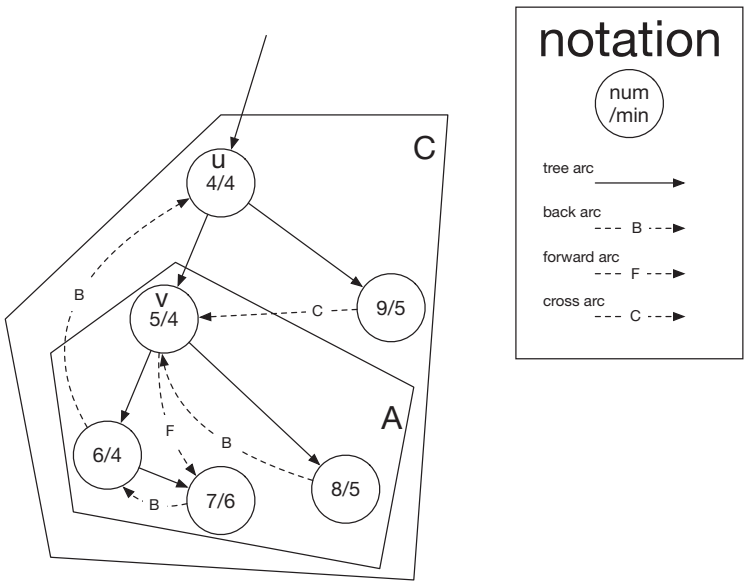 notation
num
/min
tree arc
back arc
B
forward arc
F
cross arc
C
C
u
4/4
B
v
5/4
C
9/5
A
F
B
6/4
8/5
7/6
B